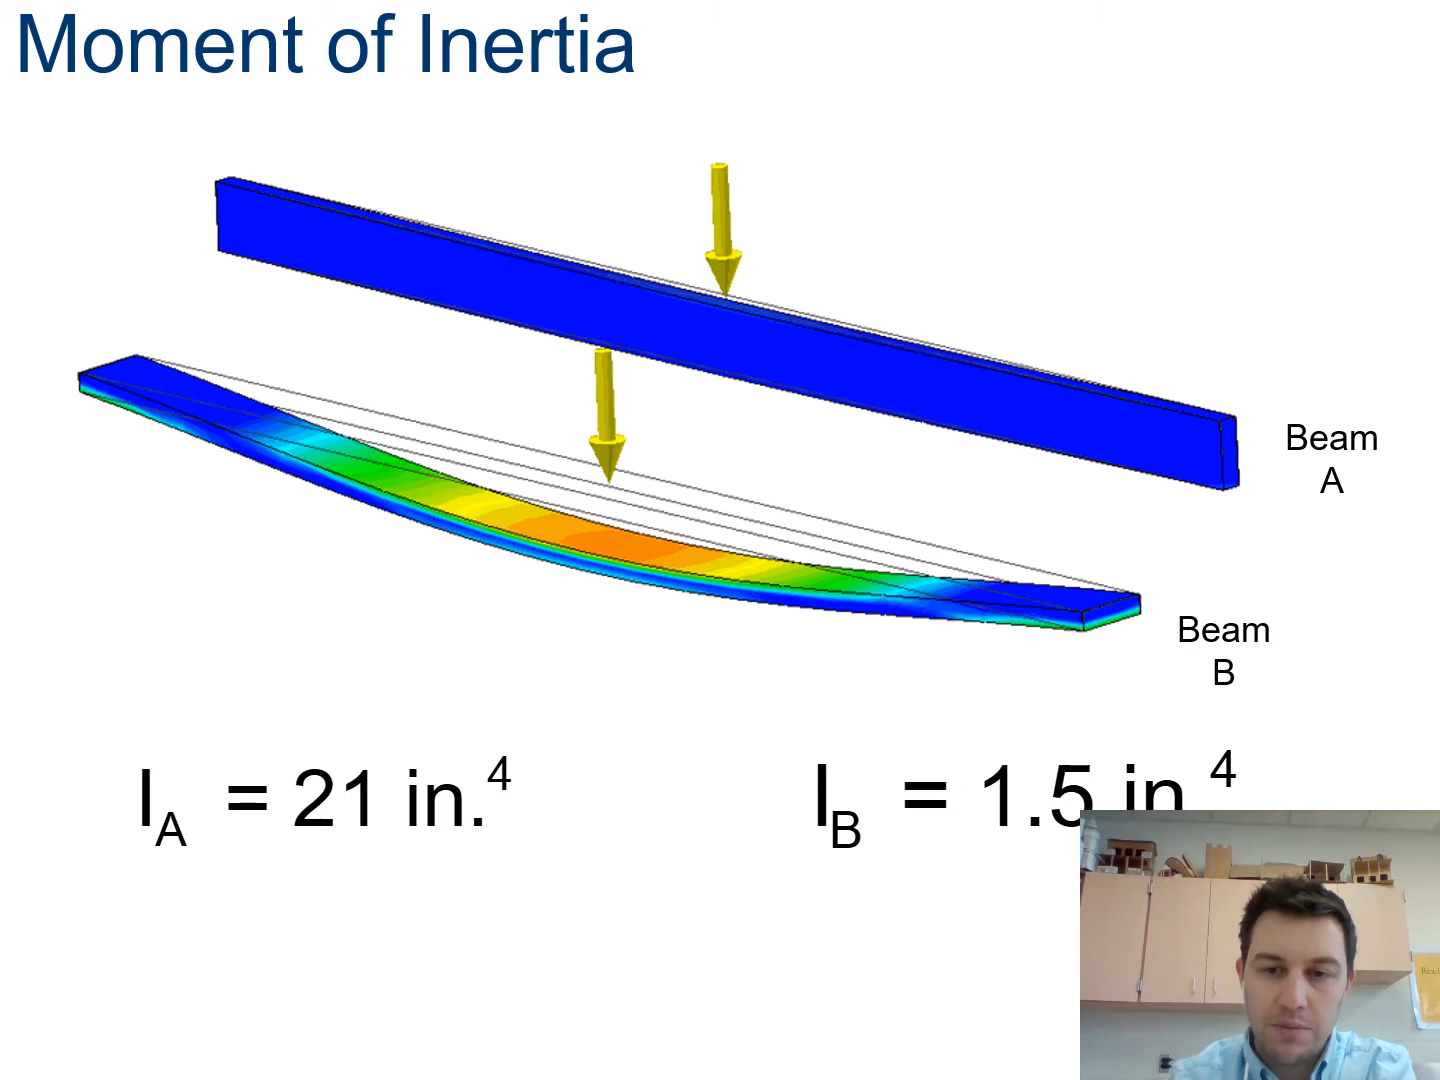 Moment of Inertia
Beam
A
Beam
B
I_A = 21 in.⁴
I_B = 1.5 in.⁴